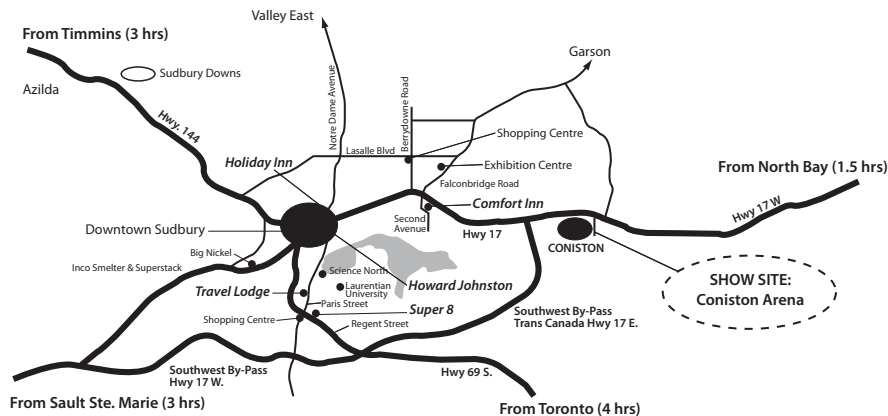 Valley East
From Timmins (3 hrs)
Garson
Sudbury Downs
Azilda
Notre Dame Avenue
Berrydowne Road
Hwy. 144
Shopping Centre
Lasalle Blvd
Holiday Inn
Exhibition Centre
From North Bay (1.5 hrs)
Falconbridge Road
Comfort Inn
Hwy 17 W
Second
Avenue
Downtown Sudbury
Hwy 17
CONISTON
Big Nickel
Inco Smelter & Superstack
Science North
SHOW SITE:
Coniston Arena
Laurentian
University
Howard Johnston
Travel Lodge
Paris Street
Super 8
Shopping Centre
Regent Street
Southwest By-Pass
Trans Canada Hwy 17 E.
Southwest By-Pass
Hwy 17 W.
Hwy 69 S.
From Sault Ste. Marie (3 hrs)
From Toronto (4 hrs)